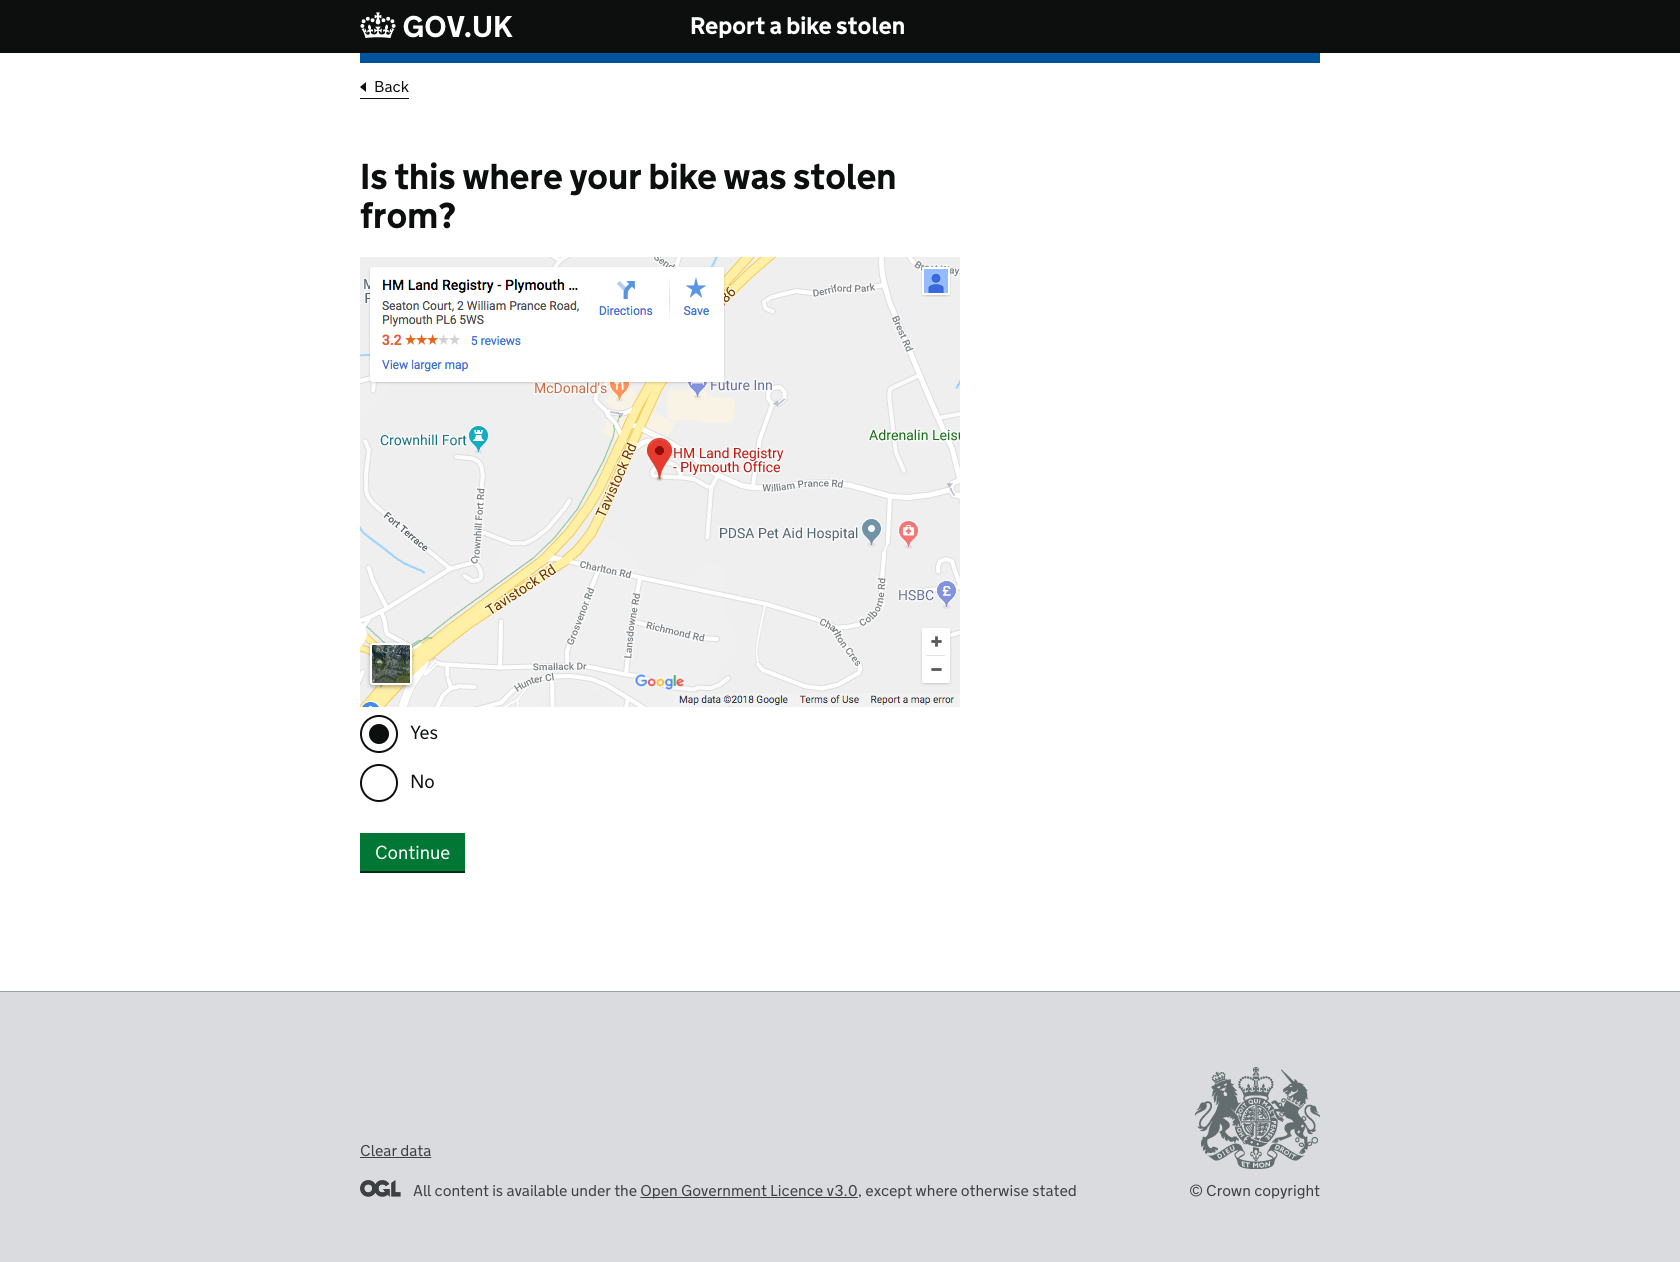 GOV.UK
Report a bike stolen
Back
Is this where your bike was stolen
from?
HM Land Registry - Plymouth ...
Seaton Court, 2 William Prance Road,
Plymouth PL6 5WS
3.2
5 reviews
View larger map
Directions
Save
Derriford Park
Brest Rd
McDonald's
Future Inn
Crownhill Fort
Adrenalin Leisu
Tavistock Rd
HM Land Registry
- Plymouth Office
William Prance Rd
Crownhill Fort Rd
Fort Terrace
PDSA Pet Aid Hospital
Charlton Rd
Tavistock Rd
HSBC
Grosvenor Rd
Lansdowne Rd
Richmond Rd
Colborne Rd
Charlton Cres
Smallack Dr
Hunter Cl
Google
Map data ©2018 Google
Terms of Use
Report a map error
Yes
No
Continue
Clear data
OGL
All content is available under the Open Government Licence v3.0, except where otherwise stated
DIEU ET MON DROIT
© Crown copyright